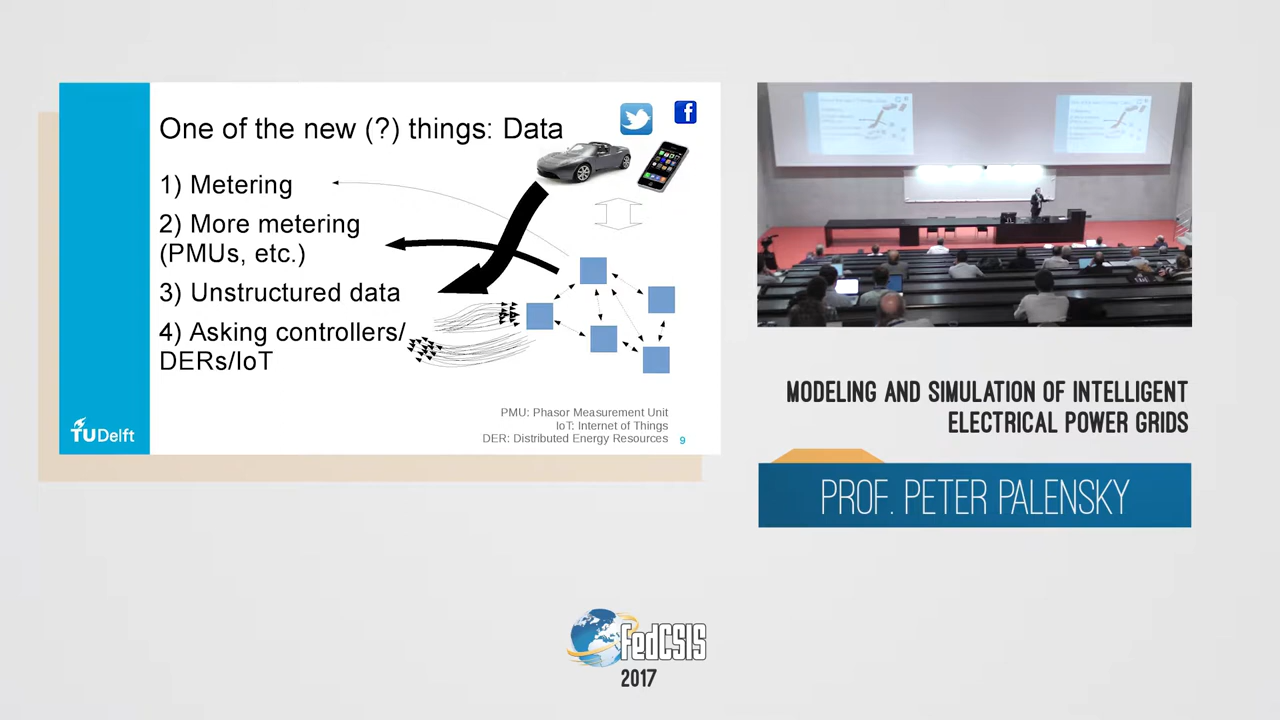 One of the new (?) things: Data
1) Metering
2) More metering
(PMUs, etc.)
3) Unstructured data
4) Asking controllers/
DERs/IoT
PMU: Phasor Measurement Unit
IoT: Internet of Things
DER: Distributed Energy Resources
9
TUDelft
MODELING AND SIMULATION OF INTELLIGENT
ELECTRICAL POWER GRIDS
PROF. PETER PALENSKY
FedCSIS
2017